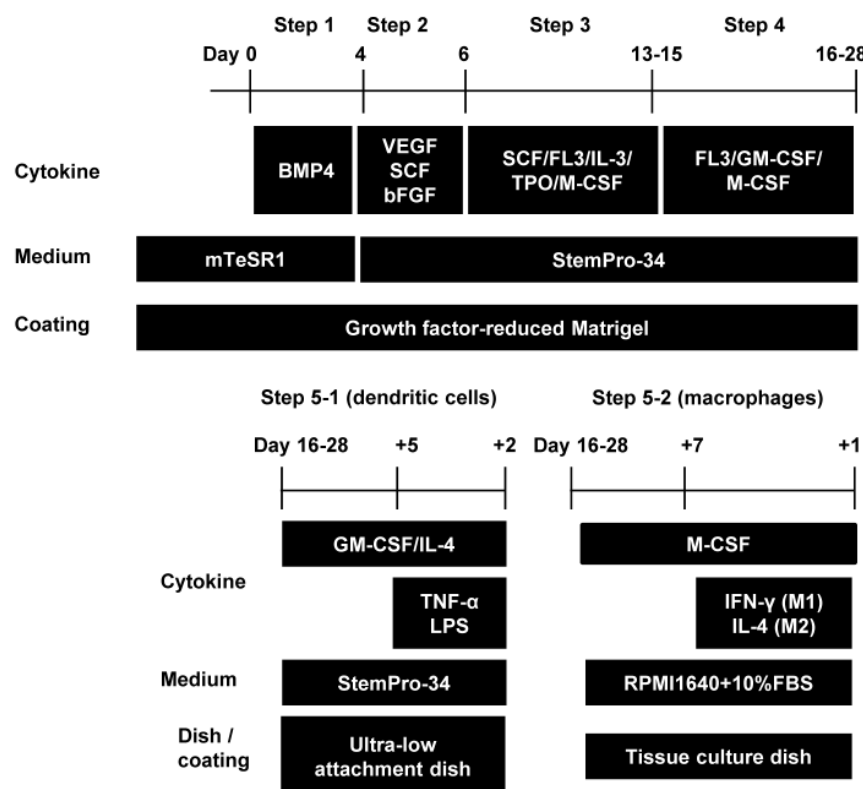 Step 1 Step 2 Step 3 Step 4
Day 0 4 6 13-15 16-28
Cytokine
BMP4
VEGF
SCF
bFGF
SCF/FL3/IL-3/
TPO/M-CSF
FL3/GM-CSF/
M-CSF
Medium
mTeSR1
StemPro-34
Coating
Growth factor-reduced Matrigel
Step 5-1 (dendritic cells)
Day 16-28 +5 +2
Cytokine
GM-CSF/IL-4
TNF-α
LPS
Medium
StemPro-34
Dish /
coating
Ultra-low
attachment dish
Step 5-2 (macrophages)
Day 16-28 +7 +1
M-CSF
IFN-γ (M1)
IL-4 (M2)
RPMI1640+10%FBS
Tissue culture dish